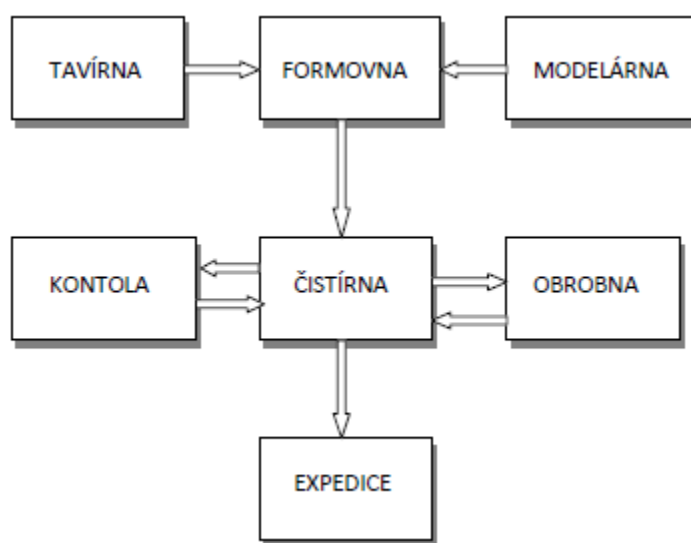 TAVÍRNA
FORMOVNA
MODELÁRNA
KONTOLA
ČISTÍRNA
OBROBNA
EXPEDICE